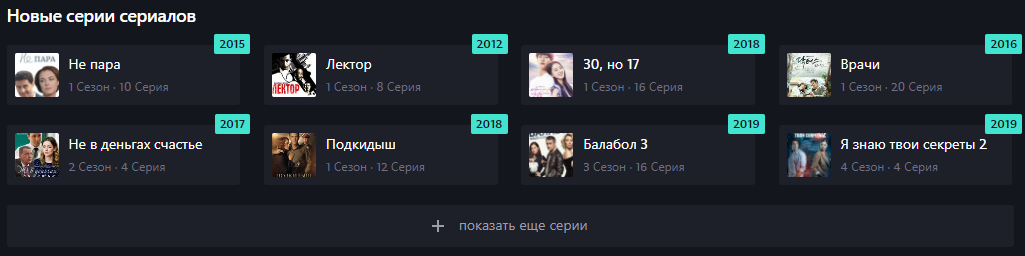 Новые серии сериалов
2015
Не пара
1 Сезон · 10 Серия
2012
Лектор
1 Сезон · 8 Серия
2018
30, но 17
1 Сезон · 16 Серия
2016
Врачи
1 Сезон · 20 Серия
2017
Не в деньгах счастье
2 Сезон · 4 Серия
2018
Подкидыш
1 Сезон · 12 Серия
2019
Балабол 3
3 Сезон · 16 Серия
2019
Я знаю твои секреты 2
4 Сезон · 4 Серия
+ показать еще серии
Не ПАРА
ЛЕКТОР